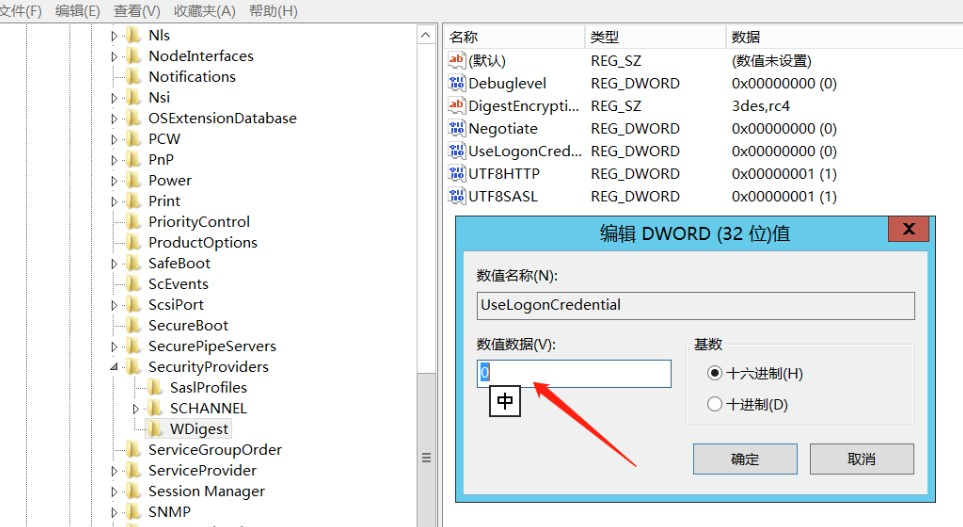 文件(F) 编辑(E) 查看(V) 收藏夹(A) 帮助(H)
Nls
NodeInterfaces
Notifications
Nsi
OSExtensionDatabase
PCW
PnP
Power
Print
PriorityControl
ProductOptions
SafeBoot
ScEvents
ScsiPort
SecureBoot
SecurePipeServers
SecurityProviders
SaslProfiles
SCHANNEL
WDigest
ServiceGroupOrder
ServiceProvider
Session Manager
SNMP
名称 类型 数据
(默认) REG_SZ (数值未设置)
Debuglevel REG_DWORD 0x00000000 (0)
DigestEncrypti... REG_SZ 3des,rc4
Negotiate REG_DWORD 0x00000000 (0)
UseLogonCred... REG_DWORD 0x00000000 (0)
UTF8HTTP REG_DWORD 0x00000001 (1)
UTF8SASL REG_DWORD 0x00000001 (1)
编辑 DWORD (32 位)值
X
数值名称(N):
UseLogonCredential
数值数据(V):
0
中
基数
十六进制(H)
十进制(D)
确定 取消